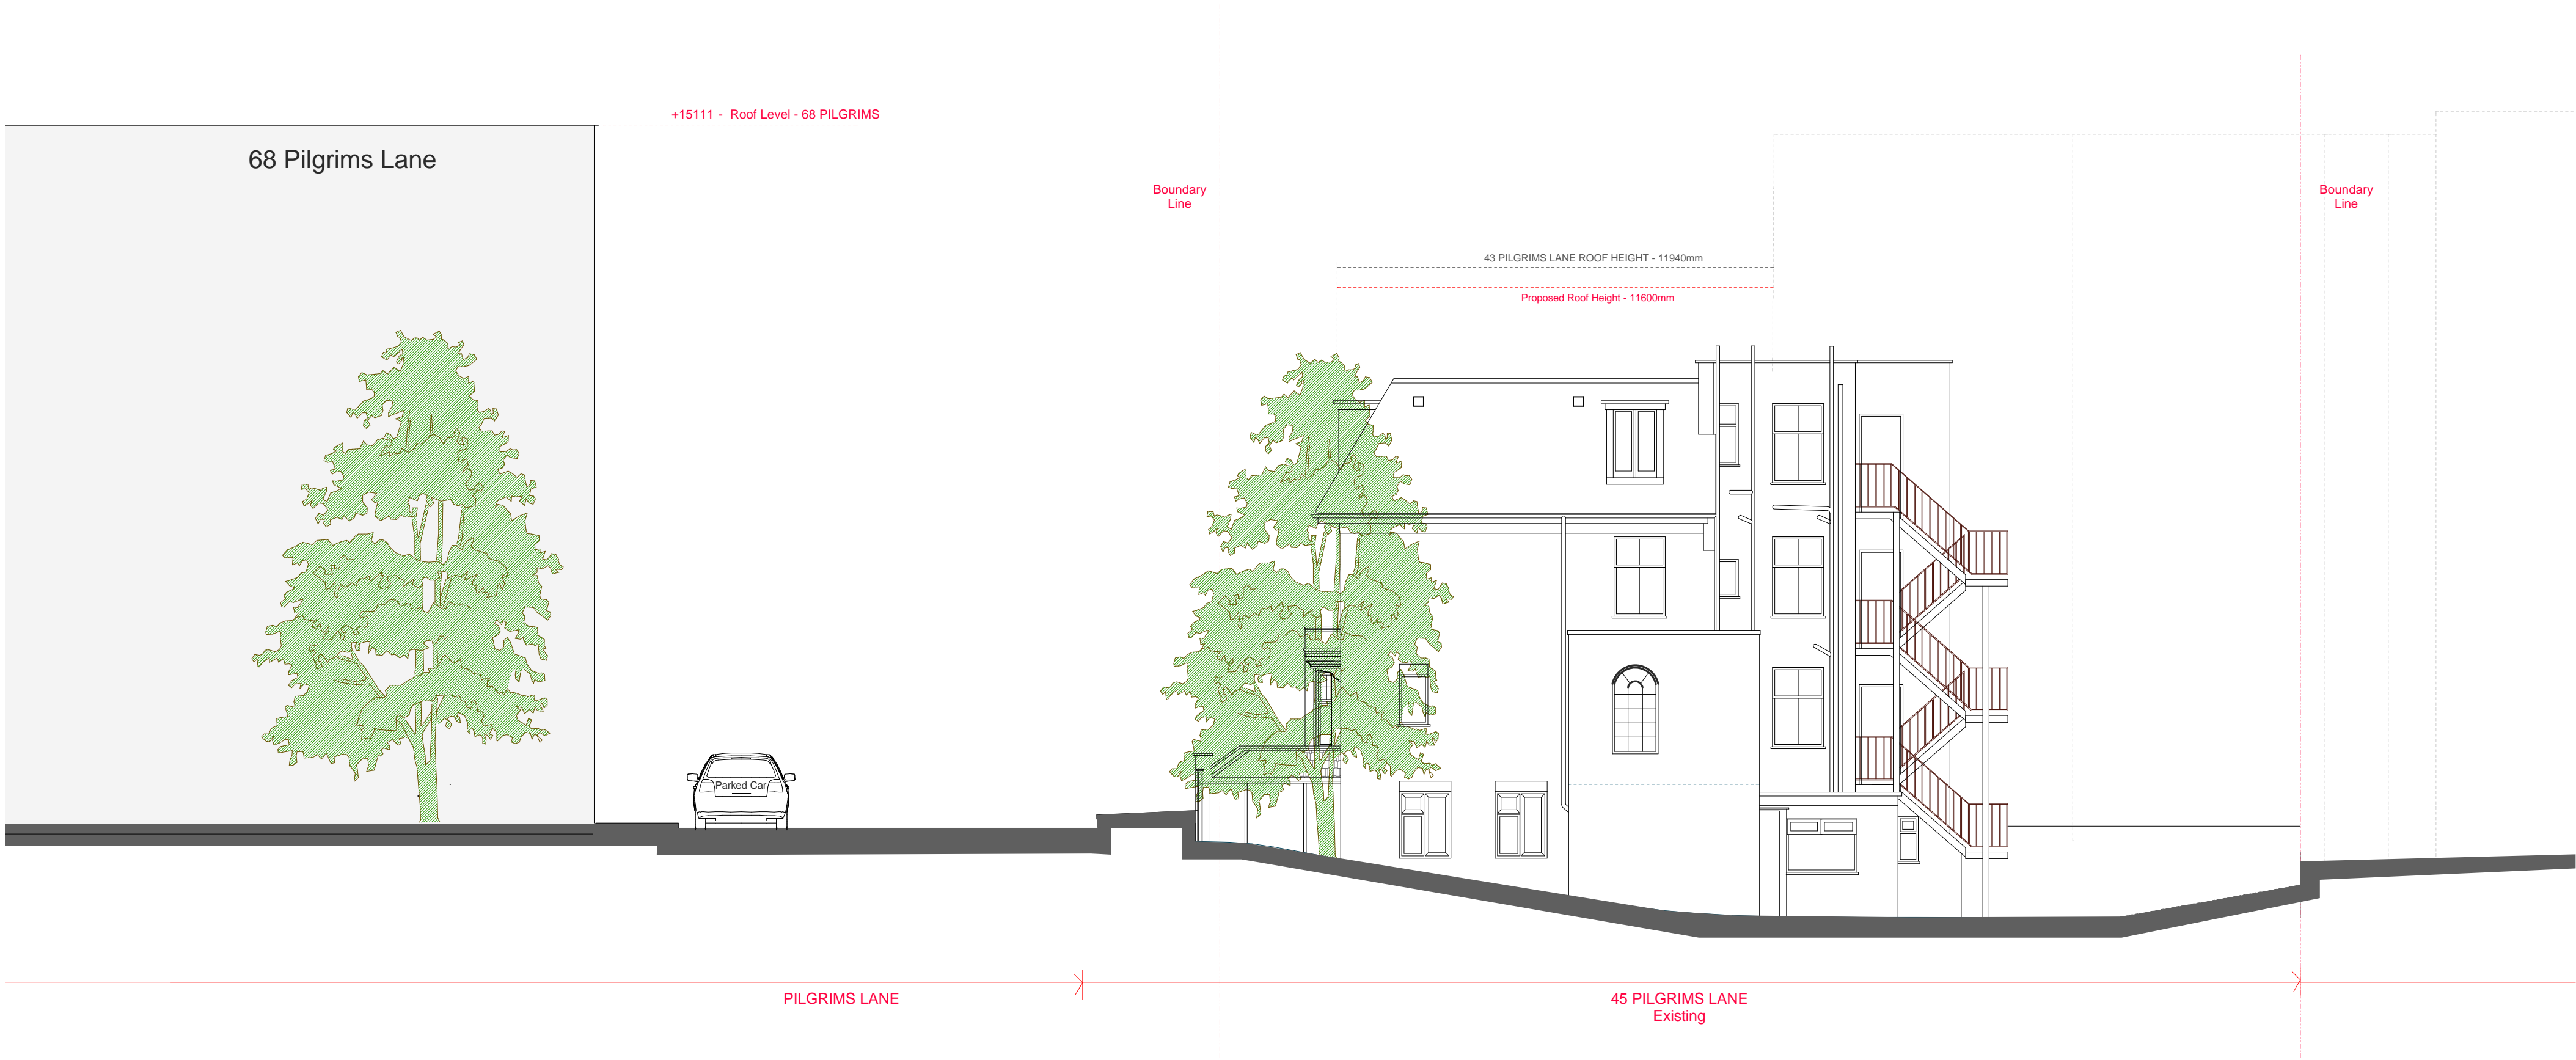 +15111 - Roof Level - 68 PILGRIMS
68 Pilgrims Lane
Boundary
Line
Boundary
Line
43 PILGRIMS LANE ROOF HEIGHT - 11940mm
Proposed Roof Height - 11600mm
Parked Car
PILGRIMS LANE
45 PILGRIMS LANE
Existing